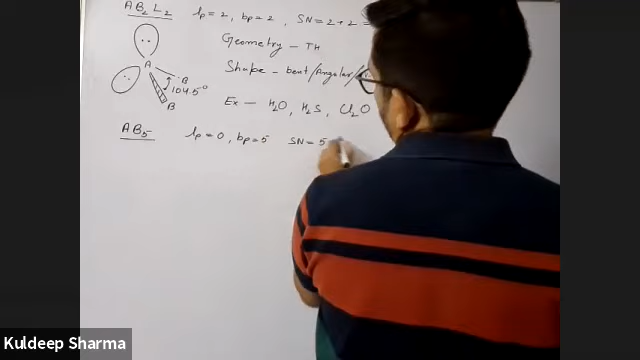 AB2L2 lp=2, bp=2, SN=2+2=
Geometry - TH
Shape - bent/Angular/
A
B
104.5°
B
Ex - H2O, H2S, Cl2O
AB5 lp=0, bp=5 SN=5
Kuldeep Sharma